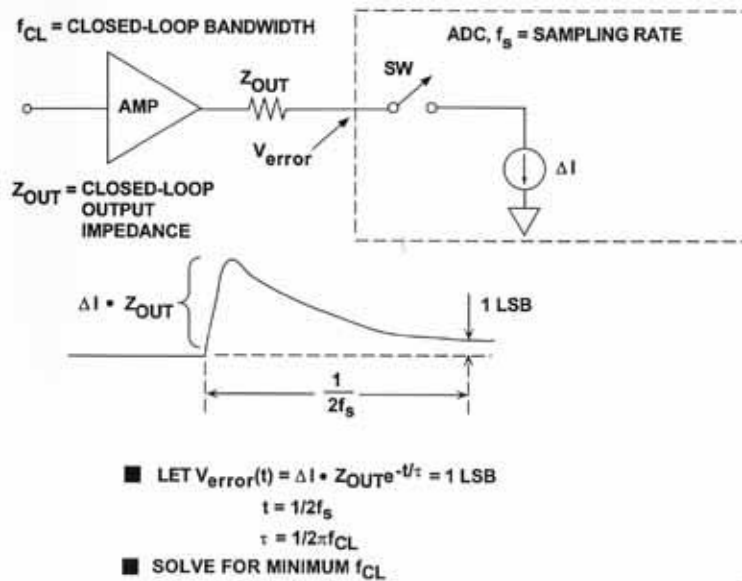 fCL = CLOSED-LOOP BANDWIDTH
ADC, fs = SAMPLING RATE
ZOUT
SW
AMP
Verror
ΔI
ZOUT = CLOSED-LOOP
OUTPUT
IMPEDANCE
ΔI • ZOUT
1 LSB
1
2fs
■ LET Verror(t) = ΔI • ZOUTe-t/τ = 1 LSB
t = 1/2fs
τ = 1/2πfCL
■ SOLVE FOR MINIMUM fCL